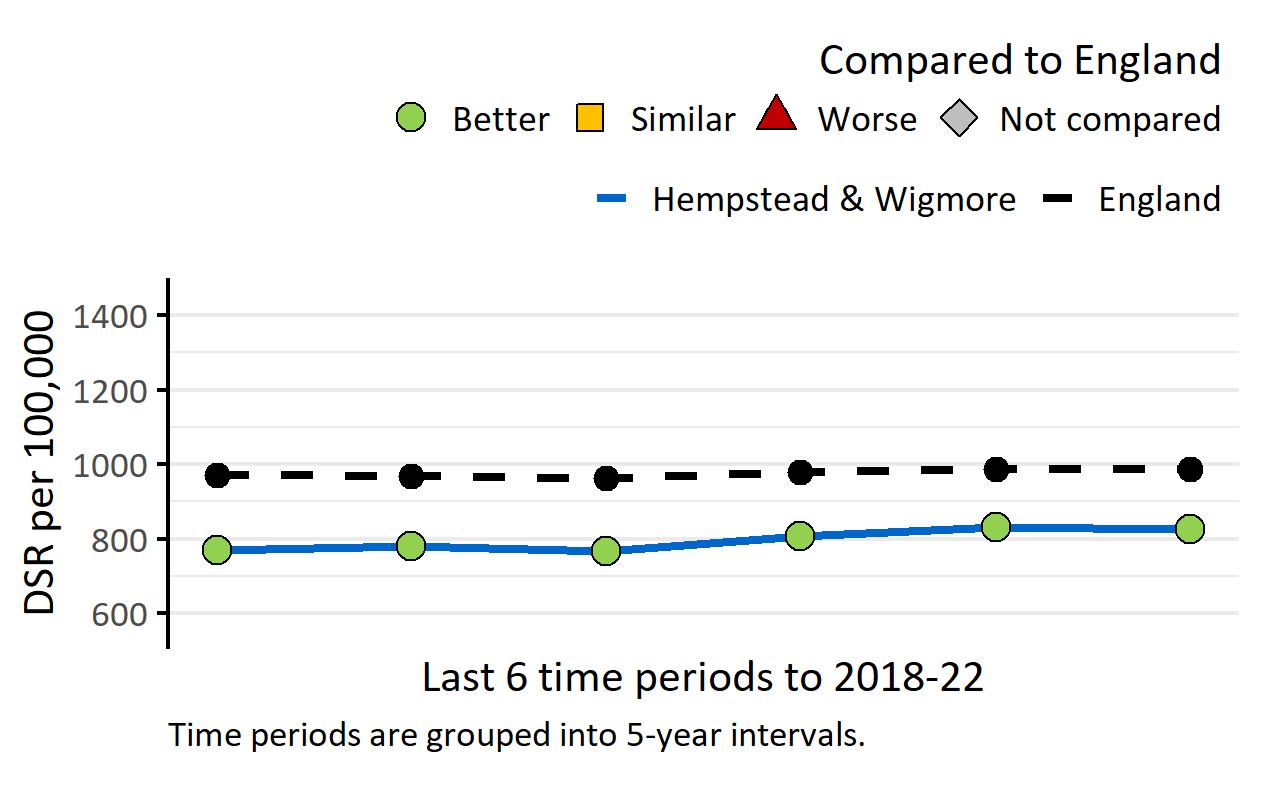 Compared to England
Better Similar Worse Not compared
Hempstead & Wigmore England
DSR per 100,000
1400
1200
1000
800
600
Last 6 time periods to 2018-22
Time periods are grouped into 5-year intervals.